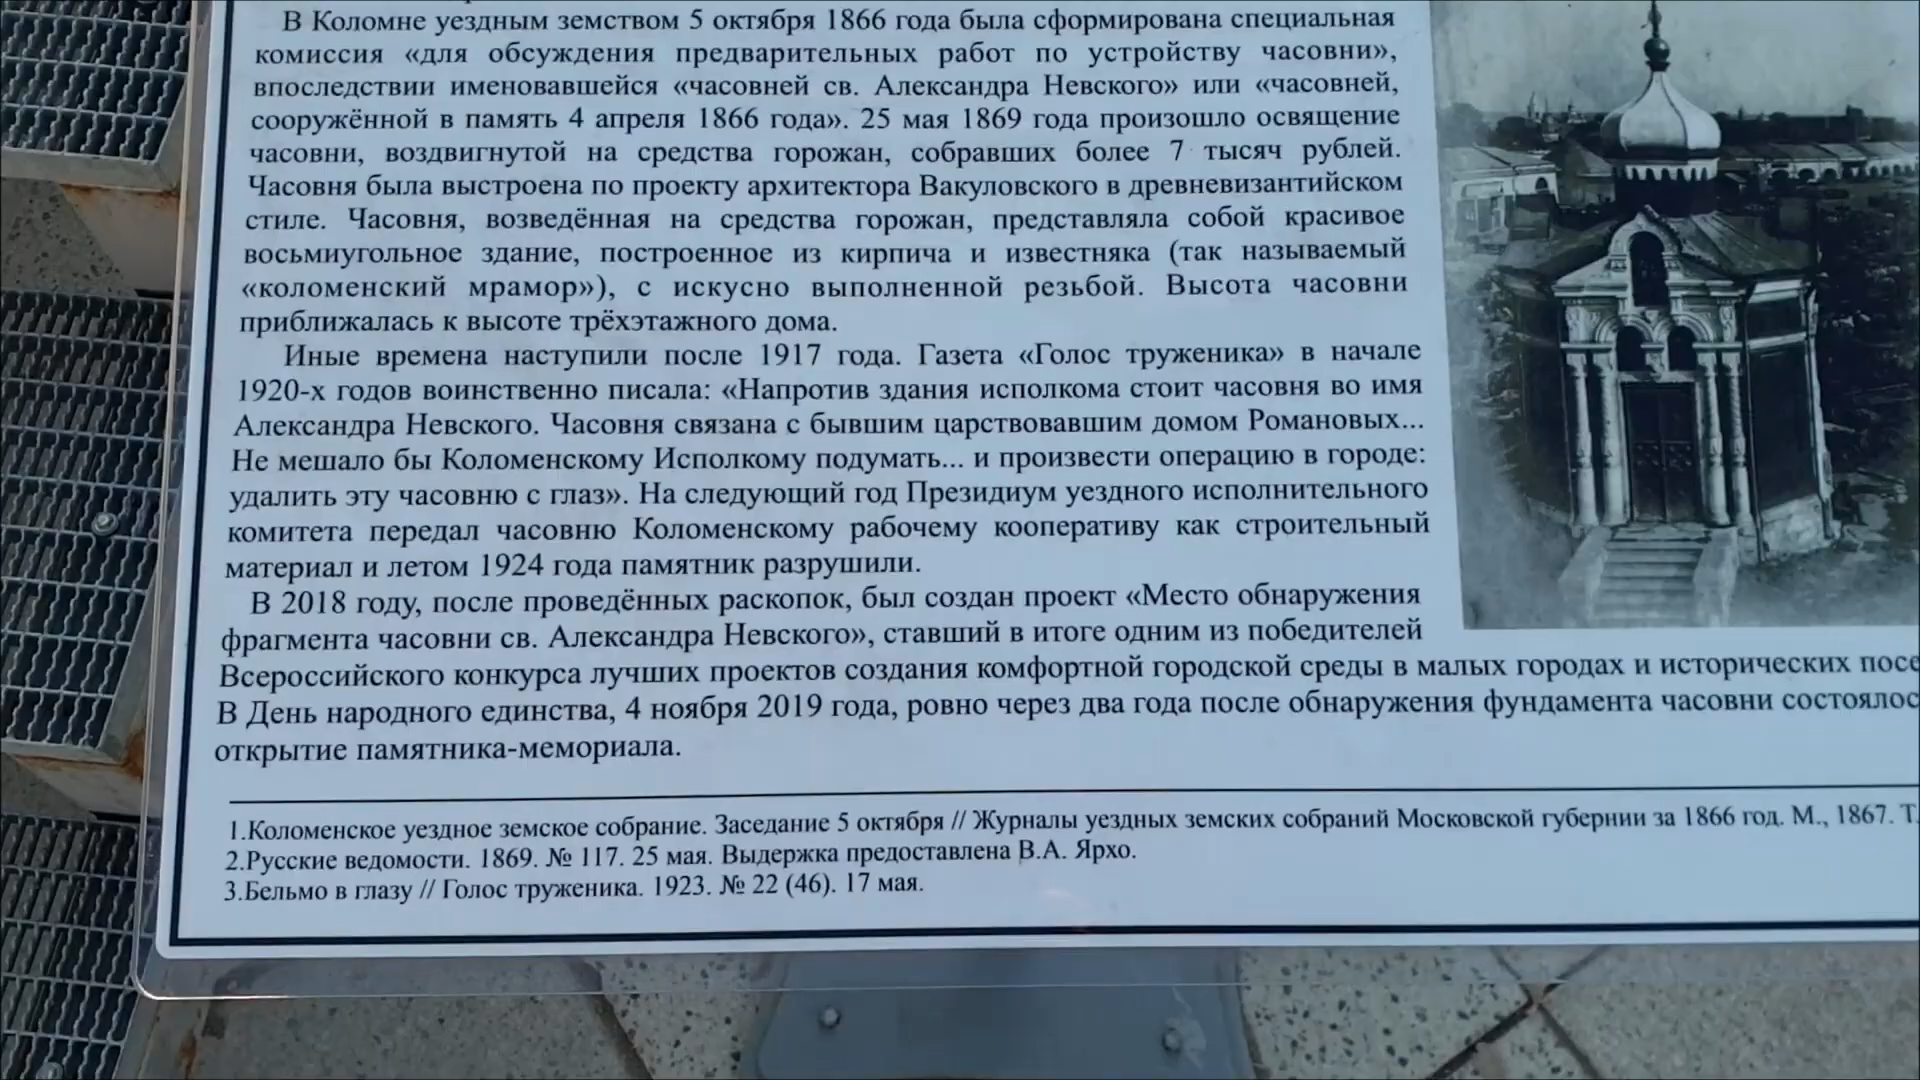 В Коломне уездным земством 5 октября 1866 года была сформирована специальная
комиссия «для обсуждения предварительных работ по устройству часовни»,
впоследствии именовавшейся «часовней св. Александра Невского» или «часовней,
сооружённой в память 4 апреля 1866 года». 25 мая 1869 года произошло освящение
часовни, воздвигнутой на средства горожан, собравших более 7 тысяч рублей.
Часовня была выстроена по проекту архитектора Вакуловского в древневизантийском
стиле. Часовня, возведённая на средства горожан, представляла собой красивое
восьмиугольное здание, построенное из кирпича и известняка (так называемый
«коломенский мрамор»), с искусно выполненной резьбой. Высота часовни
приближалась к высоте трёхэтажного дома.
Иные времена наступили после 1917 года. Газета «Голос труженика» в начале
1920-х годов воинственно писала: «Напротив здания исполкома стоит часовня во имя
Александра Невского. Часовня связана с бывшим царствовавшим домом Романовых...
Не мешало бы Коломенскому Исполкому подумать... и произвести операцию в городе:
удалить эту часовню с глаз». На следующий год Президиум уездного исполнительного
комитета передал часовню Коломенскому рабочему кооперативу как строительный
материал и летом 1924 года памятник разрушили.
В 2018 году, после проведённых раскопок, был создан проект «Место обнаружения
фрагмента часовни св. Александра Невского», ставший в итоге одним из победителей
Всероссийского конкурса лучших проектов создания комфортной городской среды в малых городах и исторических посе
В День народного единства, 4 ноября 2019 года, ровно через два года после обнаружения фундамента часовни состоялос
открытие памятника-мемориала.
1.Коломенское уездное земское собрание. Заседание 5 октября // Журналы уездных земских собраний Московской губернии за 1866 год. М., 1867. Т.
2.Русские ведомости. 1869. № 117. 25 мая. Выдержка предоставлена В.А. Ярхо.
3.Бельмо в глазу // Голос труженика. 1923. № 22 (46). 17 мая.